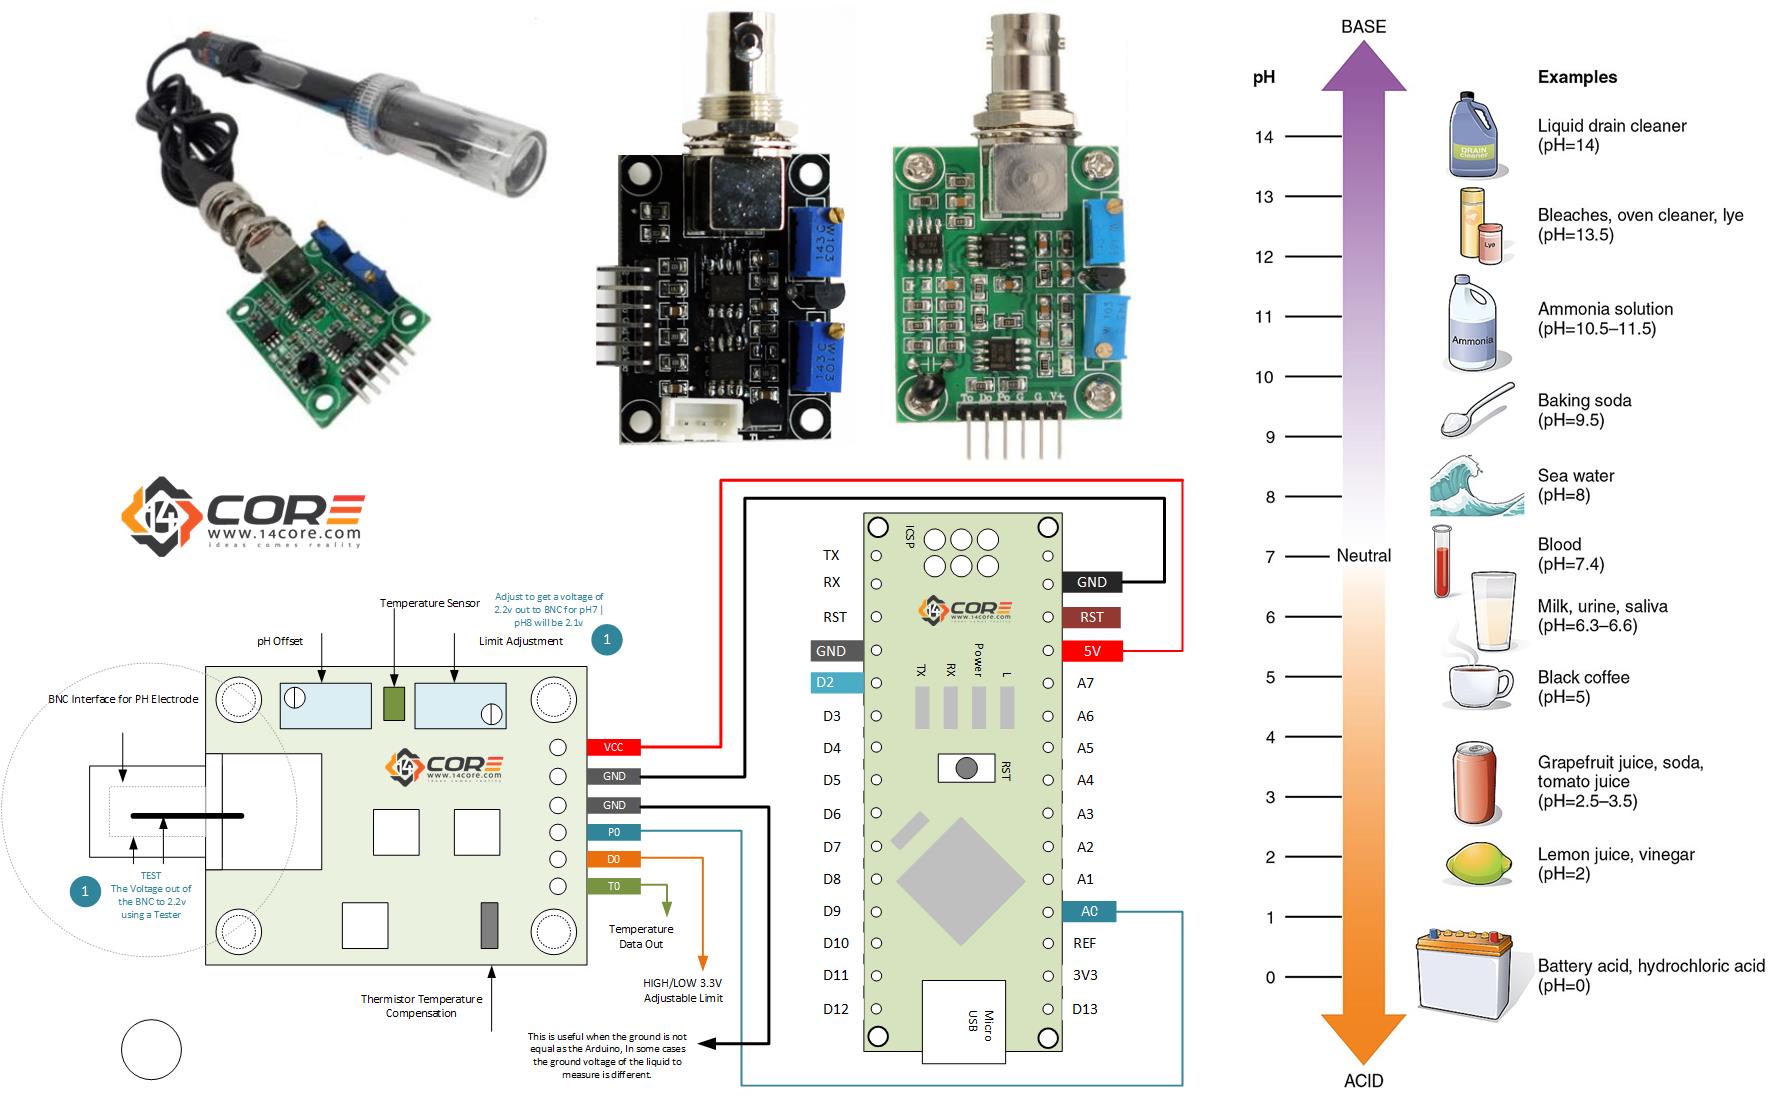 W103
143C
W103
143C
103
To Do Po G G V+
14 CORE
www.14core.com
ideas comes reality
Temperature Sensor
Adjust to get a voltage of
2.2v out to BNC for pH7 |
pH8 will be 2.1v
pH Offset
Limit Adjustment
1
BNC Interface for PH Electrode
14 CORE
www.14core.com
ideas comes reality
VCC
GND
GND
P0
D0
T0
1
TEST
The Voltage out of
the BNC to 2.2v
using a Tester
Temperature
Data Out
HIGH/LOW 3.3V
Adjustable Limit
Thermistor Temperature
Compensation
This is useful when the ground is not
equal as the Arduino, In some cases
the ground voltage of the liquid to
measure is different.
TX
RX
RST
GND
D2
D3
D4
D5
D6
D7
D8
D9
D10
D11
D12
ICSP
14 CORE
www.14core.com
TX
RX
Power
L
RST
Micro
USB
GND
RST
5V
A7
A6
A5
A4
A3
A2
A1
A0
REF
3V3
D13
BASE
pH
Examples
14
13
12
11
10
9
8
7
Neutral
6
5
4
3
2
1
0
ACID
DRAIN
cleaner
Liquid drain cleaner
(pH=14)
Lye
Bleaches, oven cleaner, lye
(pH=13.5)
Ammonia
Ammonia solution
(pH=10.5–11.5)
Baking soda
(pH=9.5)
Sea water
(pH=8)
Blood
(pH=7.4)
Milk, urine, saliva
(pH=6.3–6.6)
Black coffee
(pH=5)
Grapefruit juice, soda,
tomato juice
(pH=2.5–3.5)
Lemon juice, vinegar
(pH=2)
Battery acid, hydrochloric acid
(pH=0)